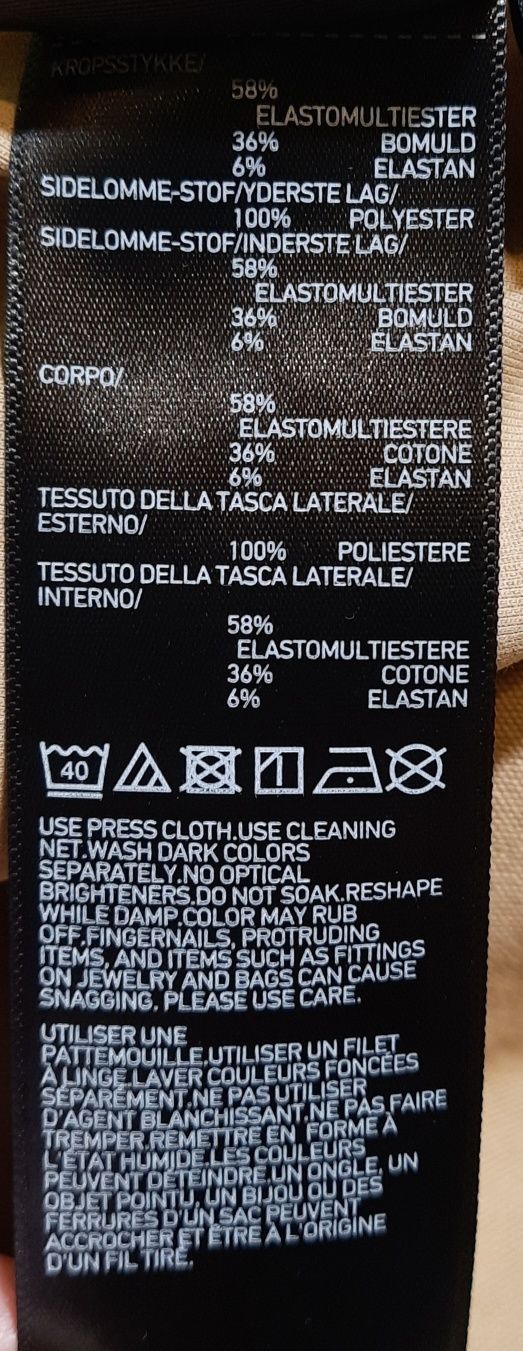 KROPSSTYKKE/
58%
ELASTOMULTIESTER
36% BOMULD
6% ELASTAN
SIDELOMME-STOF/YDERSTE LAG/
100% POLYESTER
SIDELOMME-STOF/INDERSTE LAG/
58%
ELASTOMULTIESTER
36% BOMULD
6% ELASTAN
CORPO/
58%
ELASTOMULTIESTERE
36% COTONE
6% ELASTAN
TESSUTO DELLA TASCA LATERALE/
ESTERNO/
100% POLIESTERE
TESSUTO DELLA TASCA LATERALE/
INTERNO/
58%
ELASTOMULTIESTERE
36% COTONE
6% ELASTAN
40
USE PRESS CLOTH.USE CLEANING
NET.WASH DARK COLORS
SEPARATELY.NO OPTICAL
BRIGHTENERS.DO NOT SOAK.RESHAPE
WHILE DAMP.COLOR MAY RUB
OFF.FINGERNAILS, PROTRUDING
ITEMS, AND ITEMS SUCH AS FITTINGS
ON JEWELRY AND BAGS CAN CAUSE
SNAGGING. PLEASE USE CARE.
UTILISER UNE
PATTEMOUILLE.UTILISER UN FILET
À LINGE.LAVER COULEURS FONCÉES
SÉPARÉMENT.NE PAS UTILISER
D'AGENT BLANCHISSANT.NE PAS FAIRE
TREMPER.REMETTRE EN FORME À
L'ÉTAT HUMIDE.LES COULEURS
PEUVENT DÉTEINDRE.UN ONGLE, UN
OBJET POINTU, UN BIJOU OU DES
FERRURES D'UN SAC PEUVENT
ACCROCHER ET ÊTRE À L'ORIGINE
D'UN FIL TIRÉ.